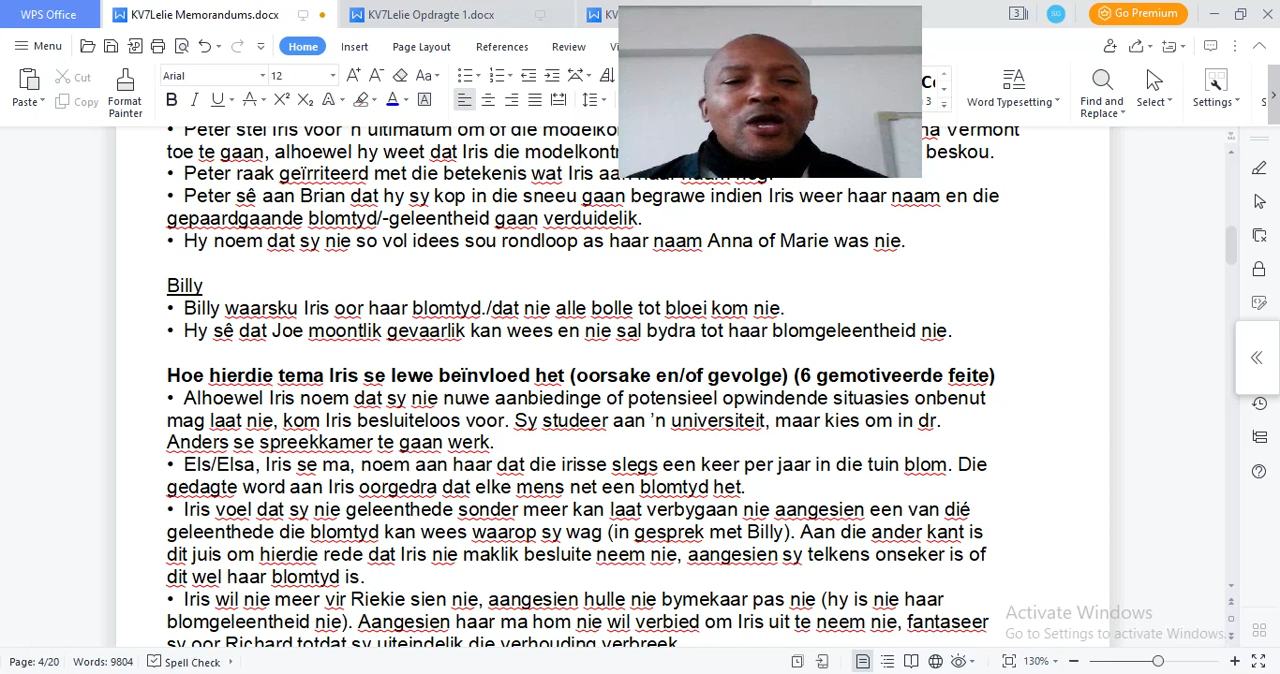 WPS Office
KV7Lelie Memorandums.docx
KV7Lelie Opdragte 1.docx
3
SG
Go Premium
Menu
Home
Insert
Page Layout
References
Review
Paste
Cut
Copy
Format Painter
Arial
12
Word Typesetting
Find and Replace
Select
Settings
• Peter stel Iris voor 'n ultimatum om of die
Vermont
toe te gaan, alhoewel hy weet dat Iris die
beskou.
• Peter raak geïrriteerd met die betekenis wat Iris
• Peter sê aan Brian dat hy sy kop in die sneeu gaan begrawe indien Iris weer haar naam en die
gepaardgaande blomtyd/-geleentheid gaan verduidelik.
• Hy noem dat sy nie so vol idees sou rondloop as haar naam Anna of Marie was nie.
Billy
• Billy waarsku Iris oor haar blomtyd./dat nie alle bolle tot bloei kom nie.
• Hy sê dat Joe moontlik gevaarlik kan wees en nie sal bydra tot haar blomgeleentheid nie.
Hoe hierdie tema Iris se lewe beïnvloed het (oorsake en/of gevolge) (6 gemotiveerde feite)
• Alhoewel Iris noem dat sy nie nuwe aanbiedinge of potensieel opwindende situasies onbenut
mag laat nie, kom Iris besluiteloos voor. Sy studeer aan 'n universiteit, maar kies om in dr.
Anders se spreekkamer te gaan werk.
• Els/Elsa, Iris se ma, noem aan haar dat die irisse slegs een keer per jaar in die tuin blom. Die
gedagte word aan Iris oorgedra dat elke mens net een blomtyd het.
• Iris voel dat sy nie geleenthede sonder meer kan laat verbygaan nie aangesien een van dié
geleenthede die blomtyd kan wees waarop sy wag (in gesprek met Billy). Aan die ander kant is
dit juis om hierdie rede dat Iris nie maklik besluite neem nie, aangesien sy telkens onseker is of
dit wel haar blomtyd is.
• Iris wil nie meer vir Riekie sien nie, aangesien hulle nie bymekaar pas nie (hy is nie haar
blomgeleentheid nie). Aangesien haar ma hom nie wil verbied om Iris uit te neem nie, fantaseer
sy oor Richard totdat sy uiteindelik die verhouding verbreek.
Activate Windows
Go to Settings to activate Windows.
Page: 4/20
Words: 9804
Spell Check
130%